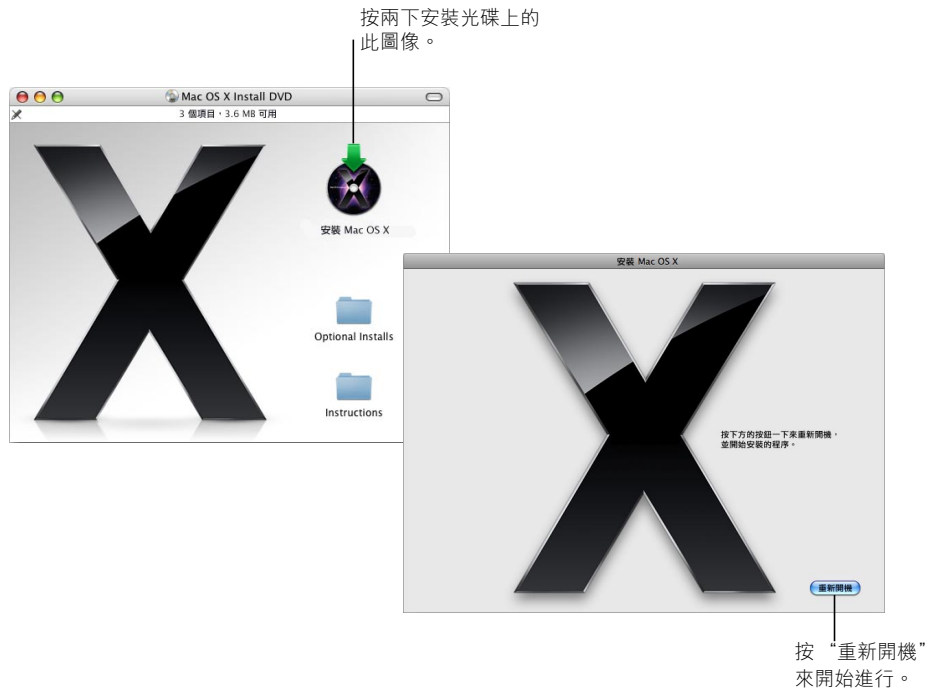 按兩下安裝光碟上的
此圖像。
Mac OS X Install DVD
3 個項目，3.6 MB 可用
安裝 Mac OS X
Optional Installs
Instructions
安裝 Mac OS X
按下方的按鈕一下來重新開機，
並開始安裝的程序。
重新開機
按 “重新開機”
來開始進行。